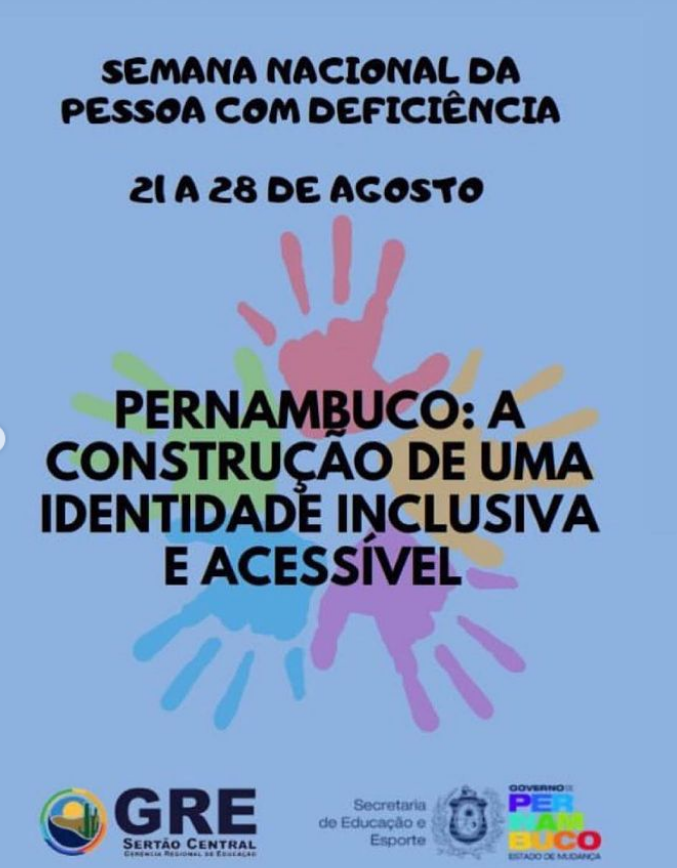 SEMANA NACIONAL DA
PESSOA COM DEFICIÊNCIA
21 A 28 DE AGOSTO
PERNAMBUCO: A
CONSTRUÇÃO DE UMA
IDENTIDADE INCLUSIVA
E ACESSÍVEL
GRE
SERTÃO CENTRAL
GERÊNCIA REGIONAL DE EDUCAÇÃO
Secretaria
de Educação e
Esporte
GOVERNO DE
PER
NAM
BUCO
ESTADO DE MUDANÇA